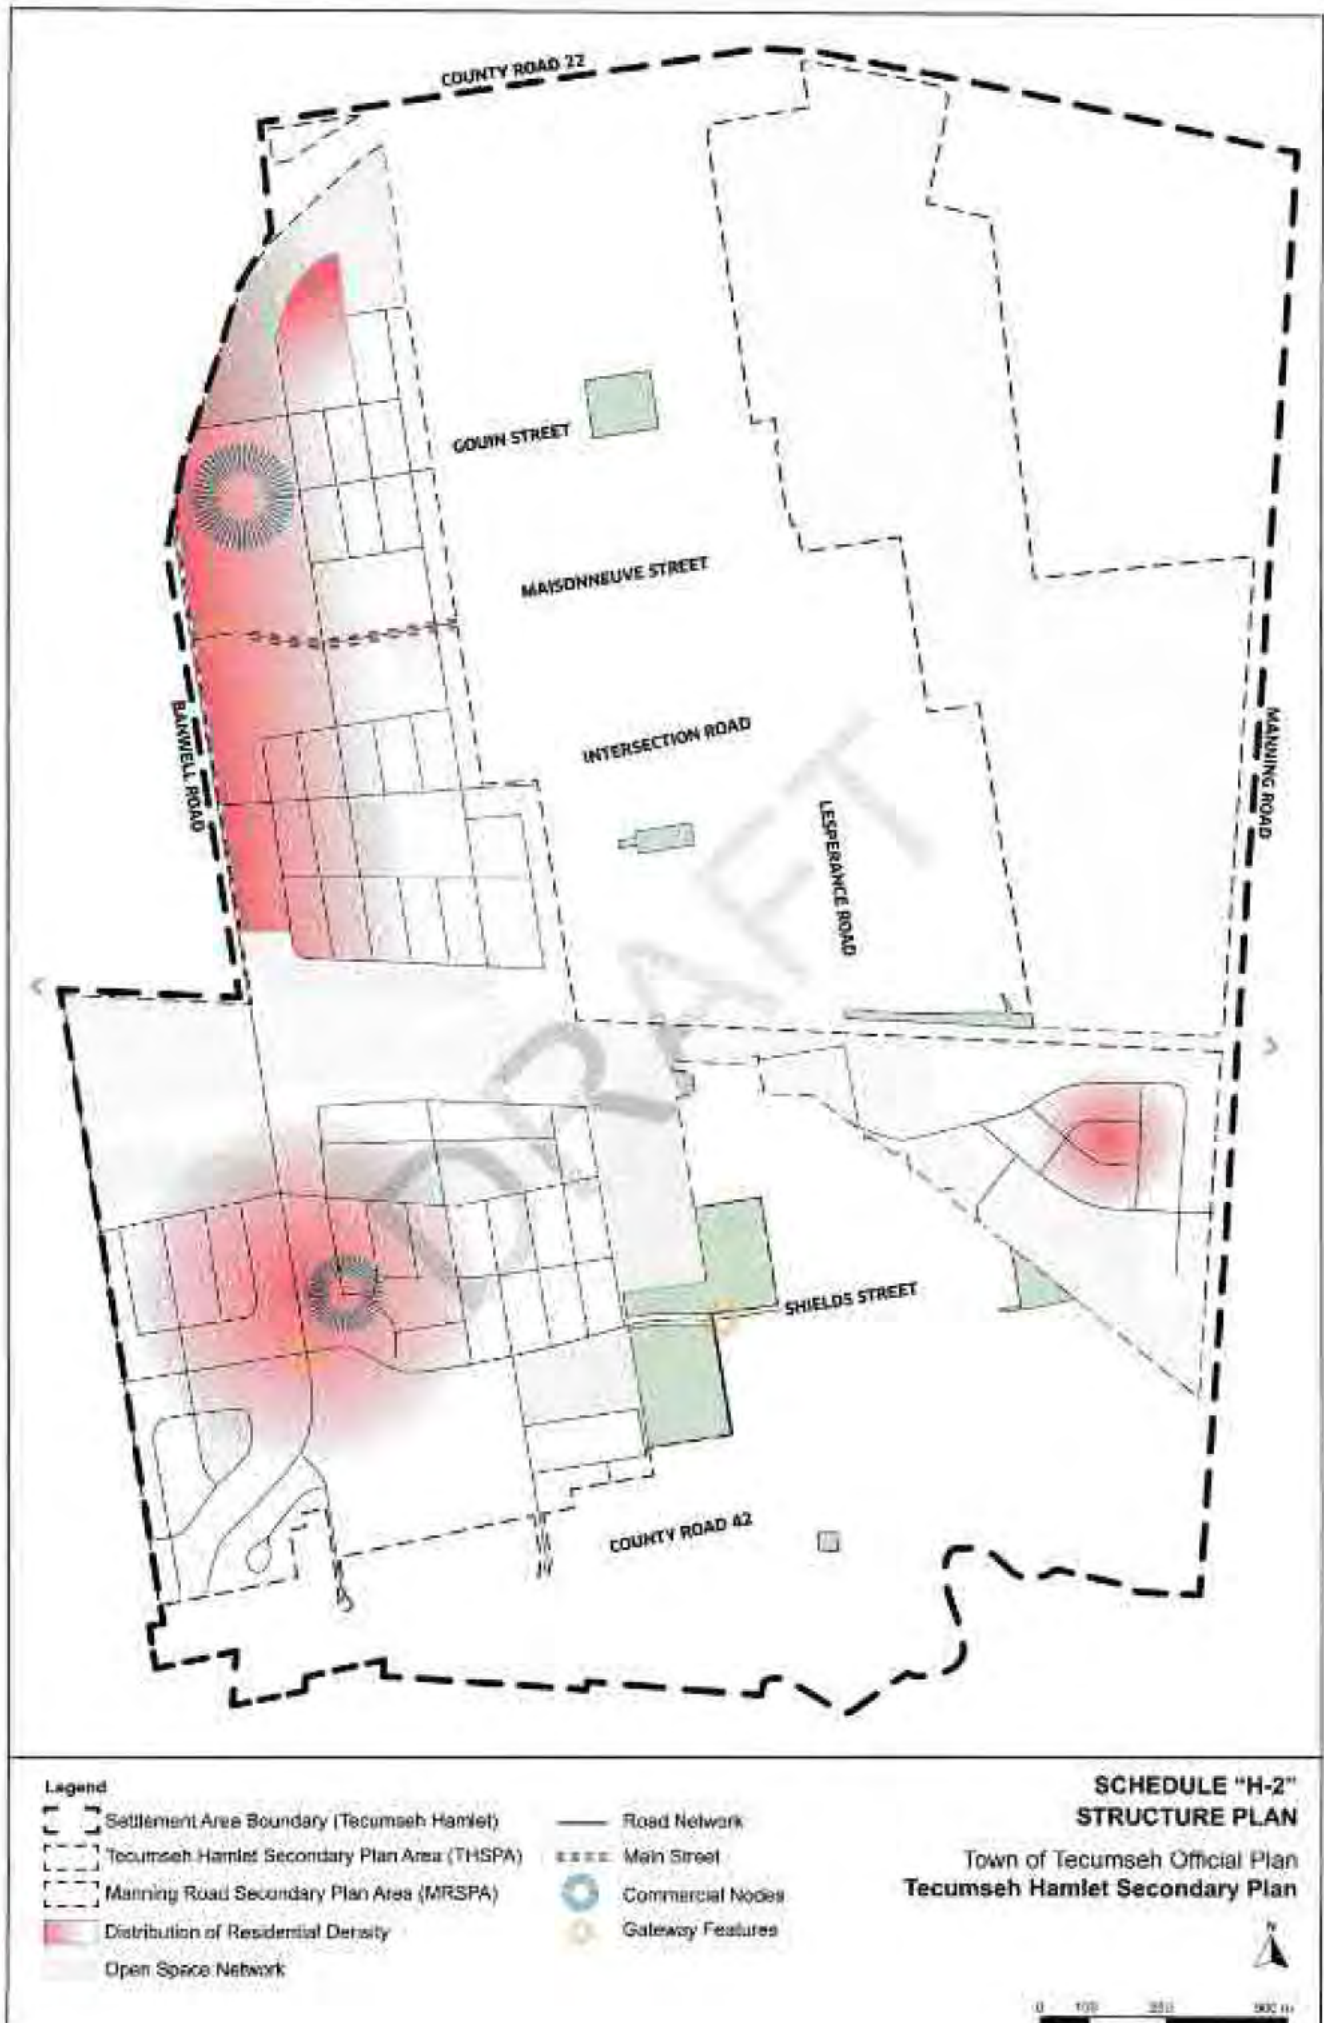 COUNTY ROAD 22
GOUIN STREET
MAISONNEUVE STREET
INTERSECTION ROAD
BANWELL ROAD
MANNING ROAD
LESPERANCE ROAD
DRAFT
SHIELDS STREET
COUNTY ROAD 42
Legend
Settlement Area Boundary (Tecumseh Hamlet)
Tecumseh Hamlet Secondary Plan Area (THSPA)
Manning Road Secondary Plan Area (MRSPA)
Distribution of Residential Density
Open Space Network
Road Network
Main Street
Commercial Nodes
Gateway Features
SCHEDULE "H-2"
STRUCTURE PLAN
Town of Tecumseh Official Plan
Tecumseh Hamlet Secondary Plan
N
0 100 250 500 m